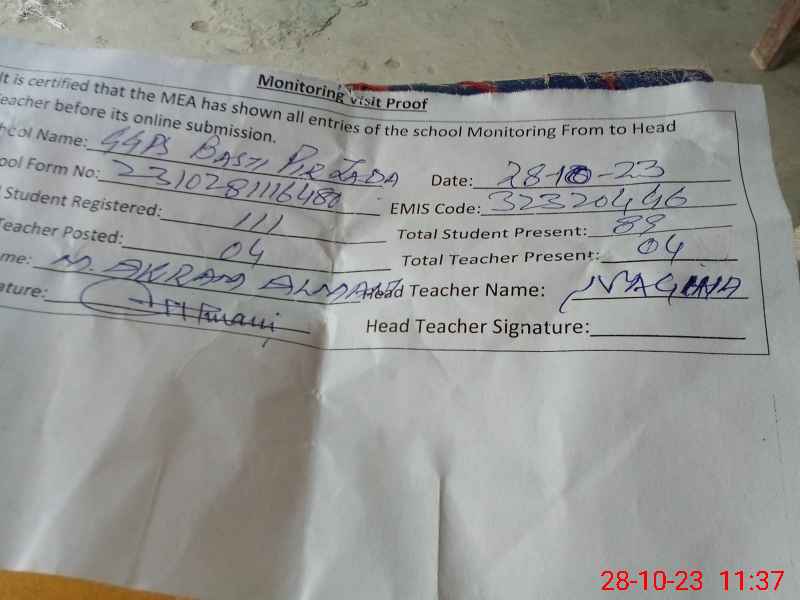 Monitoring Visit Proof
It is certified that the MEA has shown all entries of the school Monitoring From to Head
eacher before its online submission.
hool Name: GGPS BASTI PIR ZADA Date: 28-10-23
ool Form No: 2310281116480 EMIS Code: 32320446
l Student Registered: 111 Total Student Present: 89
Teacher Posted: 04 Total Teacher Present: 04
me: M. AKRAM Head Teacher Name: NAGINA
ature: Head Teacher Signature:
28-10-23 11:37